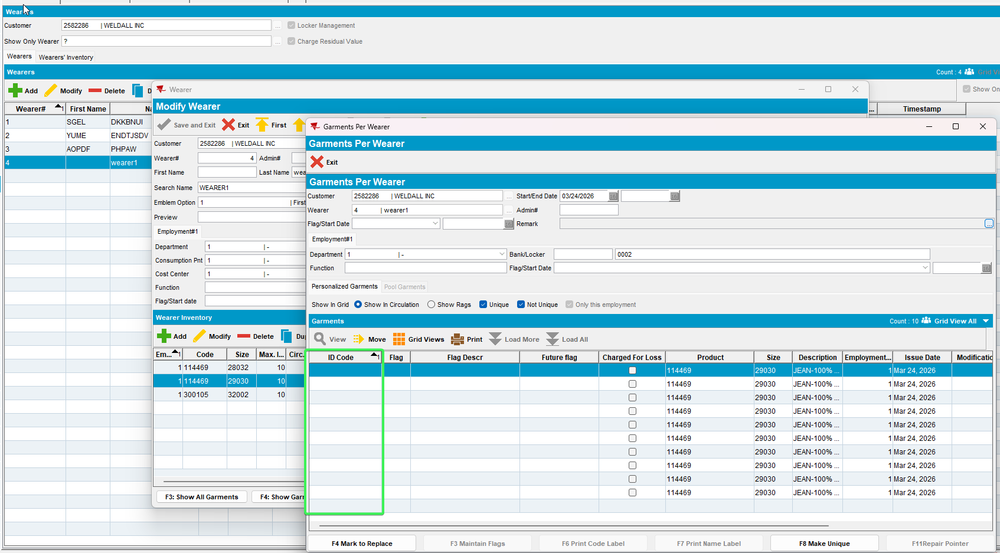 Wearers
Customer 2582286 | WELDALL INC ... Locker Management
Show Only Wearer ? ... Charge Residual Value
Wearers Wearers' Inventory
Wearers Count : 4
Add Modify Delete Show On
Wearer# 1 First Name Timestamp
1 SGEL DKKBNUI
2 YUME ENDTJSDV
3 AOPDF PHPAW
4 wearer1
Wearer
Modify Wearer
Save and Exit Exit First
Customer 2582286 | WELDALL INC
Wearer# 4 Admin#
First Name Last Name wea
Search Name WEARER1
Emblem Option 1 | First
Preview
Employment#1
Department 1 | -
Consumption Pnt 1 | -
Cost Center 1 | -
Function
Flag/Start date
Wearer Inventory
Add Modify Delete Du
Em... 1 Code Size Max. I... Circ.
1 114469 28032 10
1 114469 29030 10
1 300105 32002 10
F3: Show All Garments F4: Show Gar
Garments Per Wearer
Garments Per Wearer
Exit
Garments Per Wearer
Customer 2582286 | WELDALL INC ... Start/End Date 03/24/2026 16 16
Wearer 4 | wearer1 ... Admin#
Flag/Start Date 16 Remark ...
Employment#1
Department 1 | - Bank/Locker 0002
Function Flag/Start Date 16
Personalized Garments Pool Garments
Show In Grid Show In Circulation Show Rags Unique Not Unique Only this employment
Garments Count : 10 Grid View All
View Move Grid Views Print Load More Load All
ID Code 1 Flag Flag Descr Future flag Charged For Loss Product Size Description Employment... Issue Date Modificatio
114469 29030 JEAN-100% ... 1 Mar 24, 2026
114469 29030 JEAN-100% ... 1 Mar 24, 2026
114469 29030 JEAN-100% ... 1 Mar 24, 2026
114469 29030 JEAN-100% ... 1 Mar 24, 2026
114469 29030 JEAN-100% ... 1 Mar 24, 2026
114469 29030 JEAN-100% ... 1 Mar 24, 2026
114469 29030 JEAN-100% ... 1 Mar 24, 2026
114469 29030 JEAN-100% ... 1 Mar 24, 2026
114469 29030 JEAN-100% ... 1 Mar 24, 2026
114469 29030 JEAN-100% ... 1 Mar 24, 2026
F4 Mark to Replace F3 Maintain Flags F6 Print Code Label F7 Print Name Label F8 Make Unique F11Repair Pointer